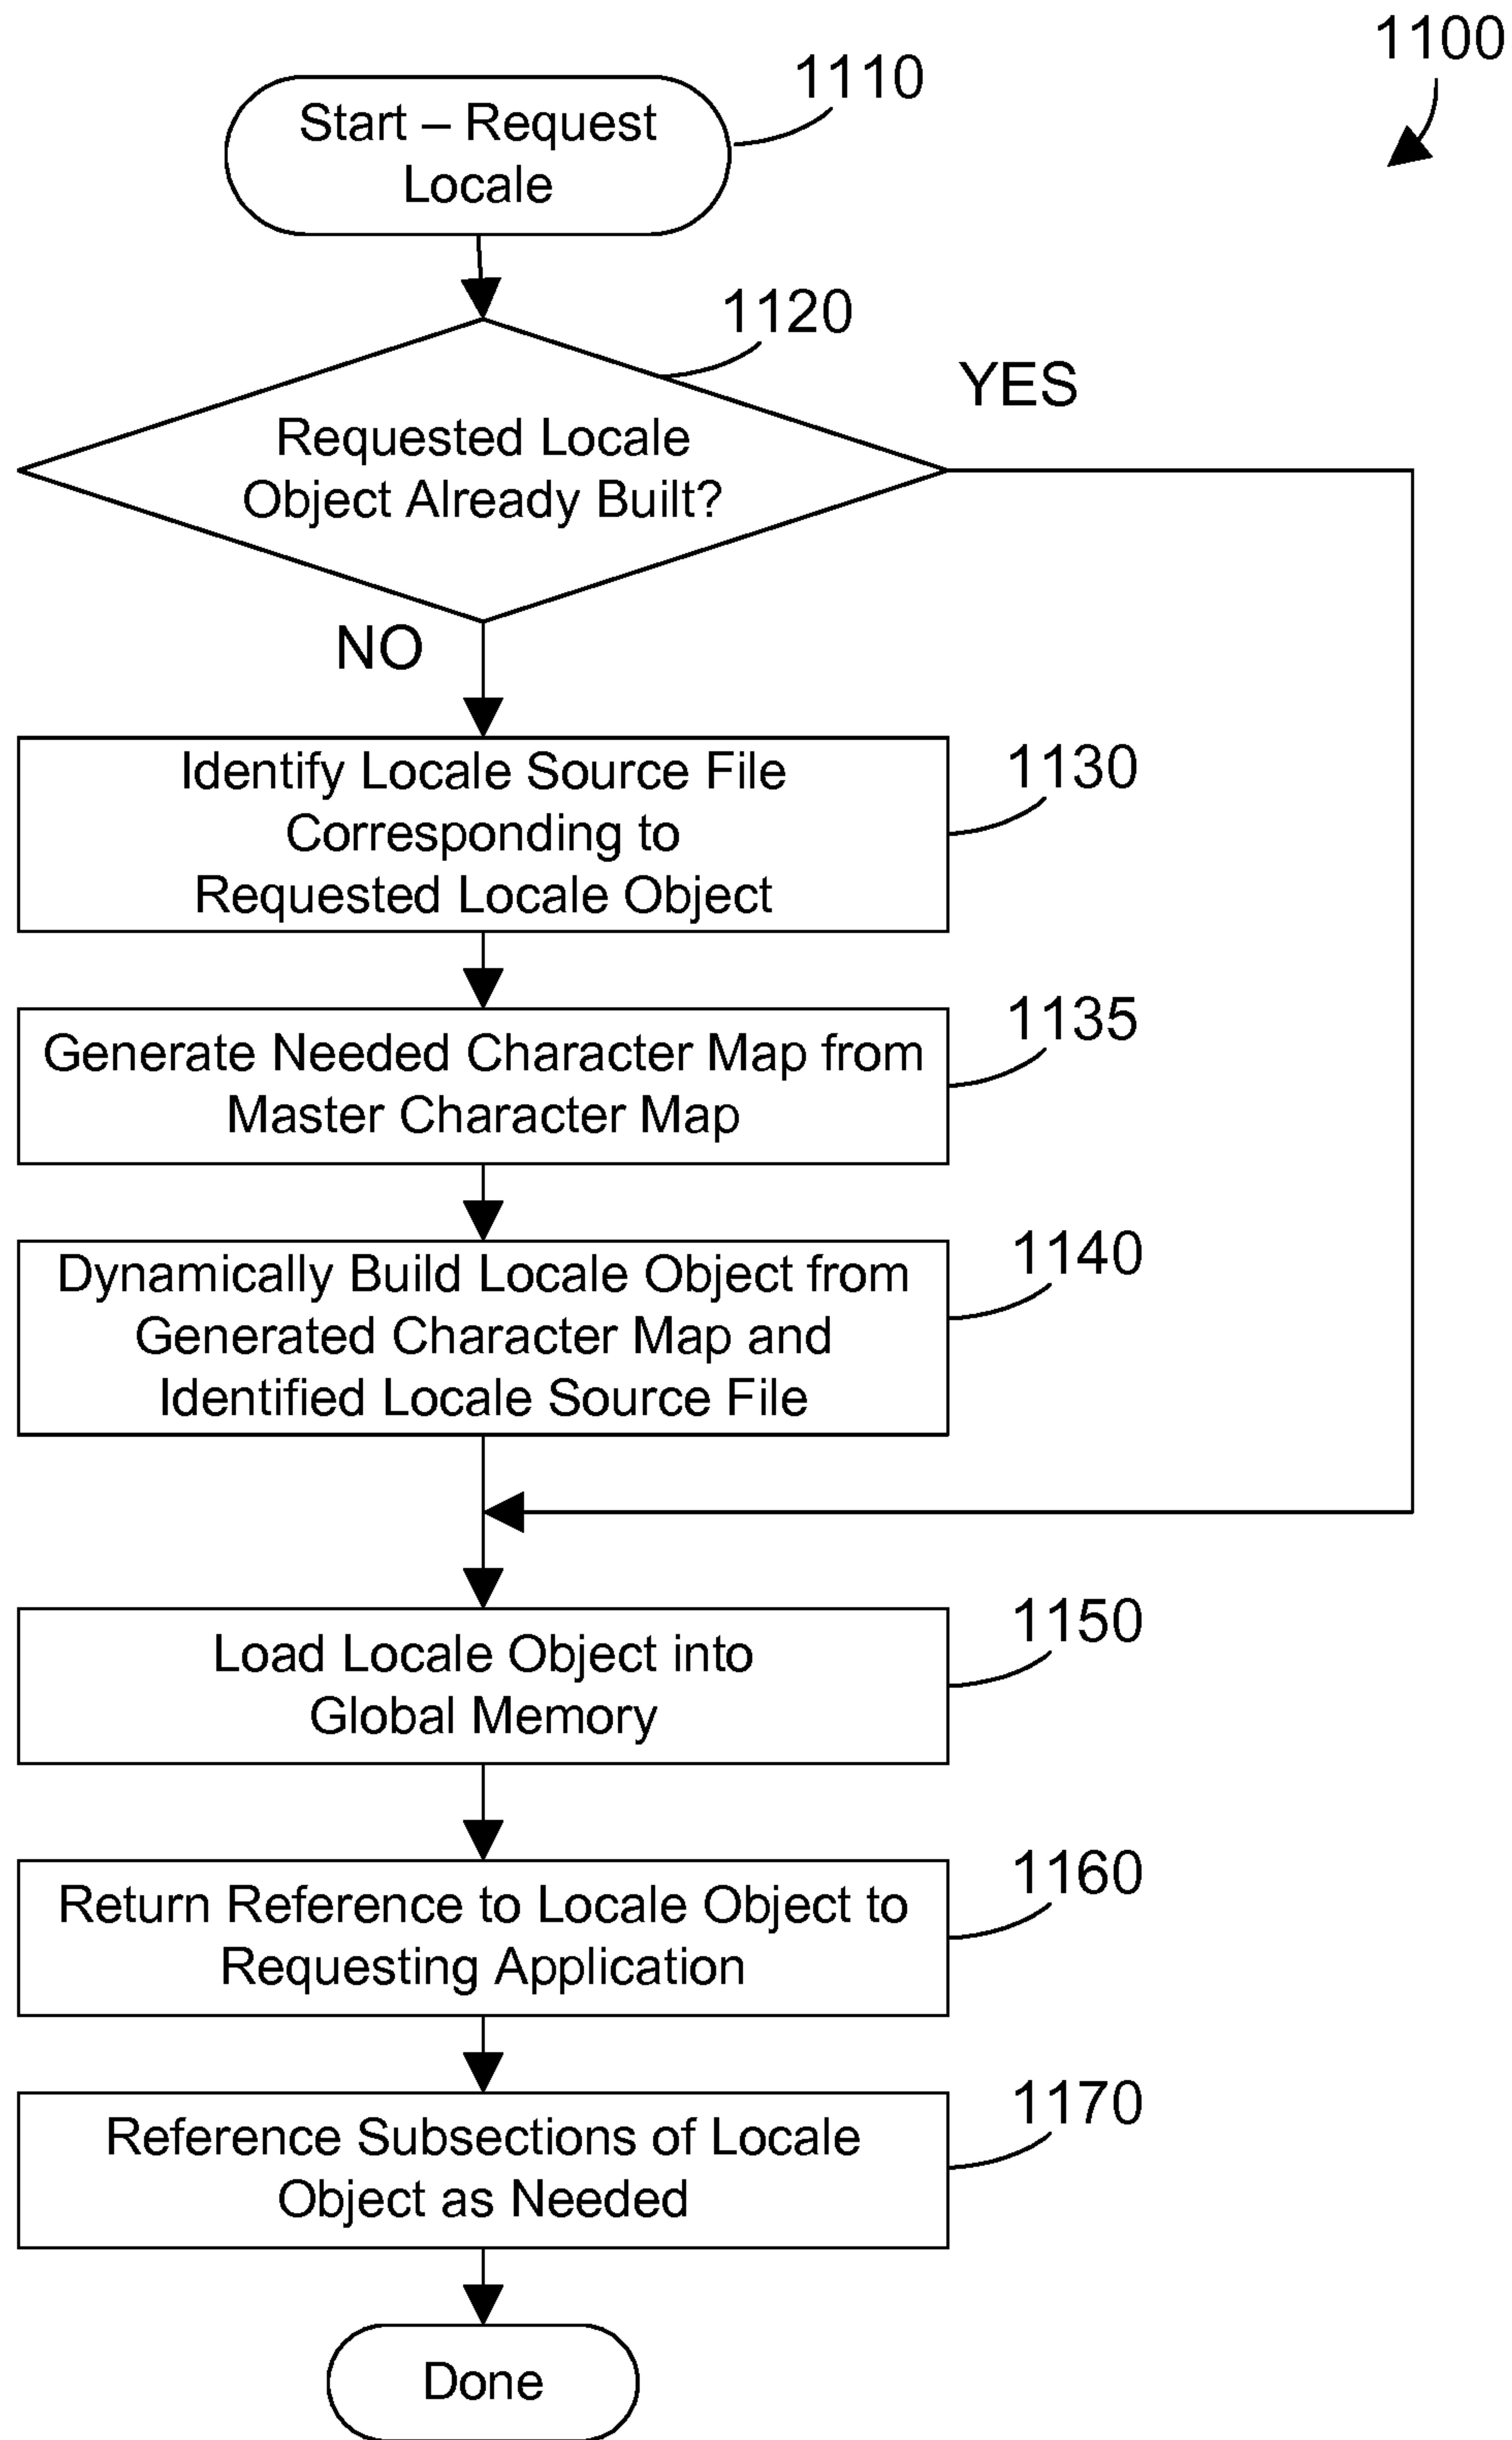 1100
1110
Start – Request
Locale
1120
YES
Requested Locale
Object Already Built?
NO
1130
Identify Locale Source File
Corresponding to
Requested Locale Object
1135
Generate Needed Character Map from
Master Character Map
1140
Dynamically Build Locale Object from
Generated Character Map and
Identified Locale Source File
1150
Load Locale Object into
Global Memory
1160
Return Reference to Locale Object to
Requesting Application
1170
Reference Subsections of Locale
Object as Needed
Done